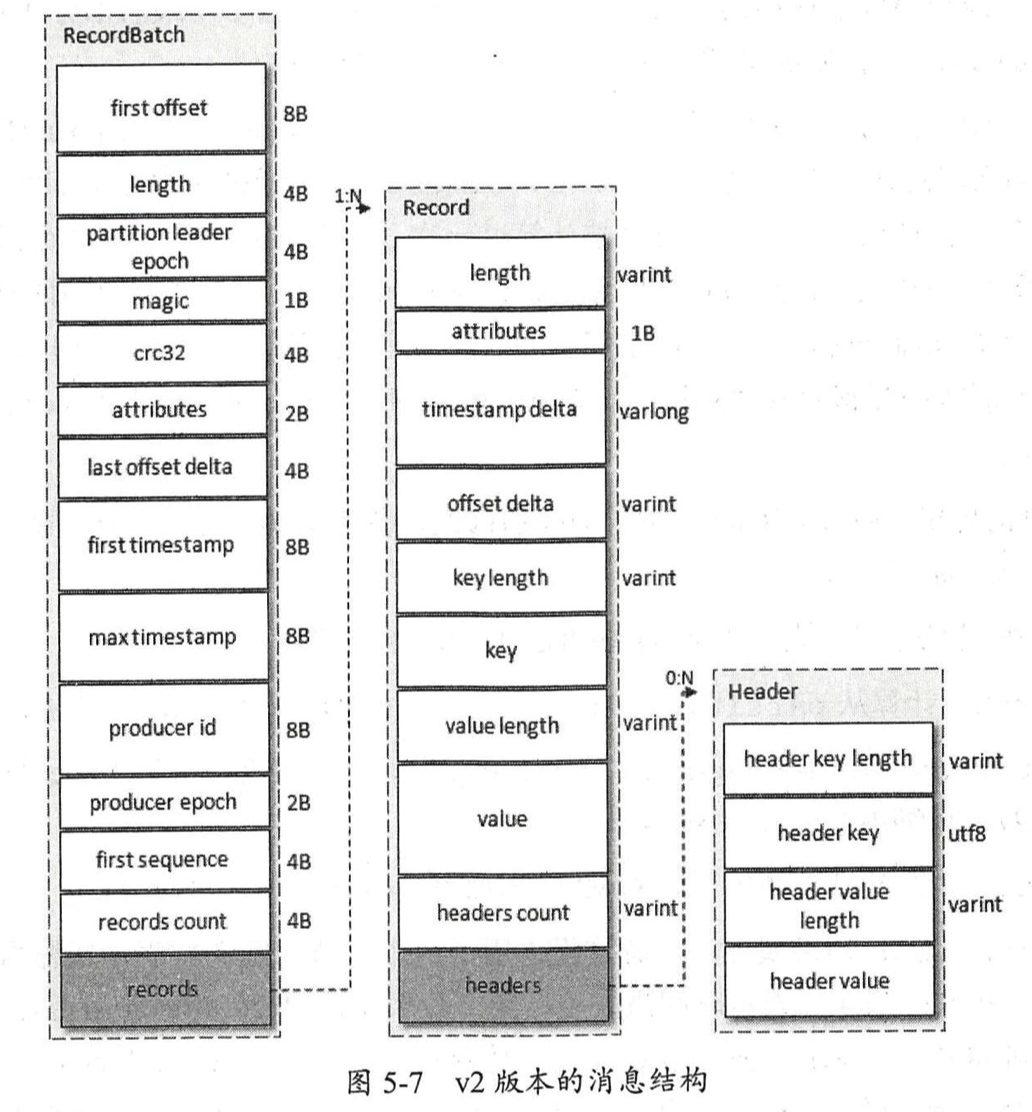 RecordBatch
first offset
8B
length
4B
partition leader
epoch
4B
magic
1B
crc32
4B
attributes
2B
last offset delta
4B
first timestamp
8B
max timestamp
8B
producer id
8B
producer epoch
2B
first sequence
4B
records count
4B
records
1:N
Record
length
varint
attributes
1B
timestamp delta
varlong
offset delta
varint
key length
varint
key
value length
varint
value
headers count
varint
headers
0:N
Header
header key length
varint
header key
utf8
header value
length
varint
header value
图 5-7 v2 版本的消息结构